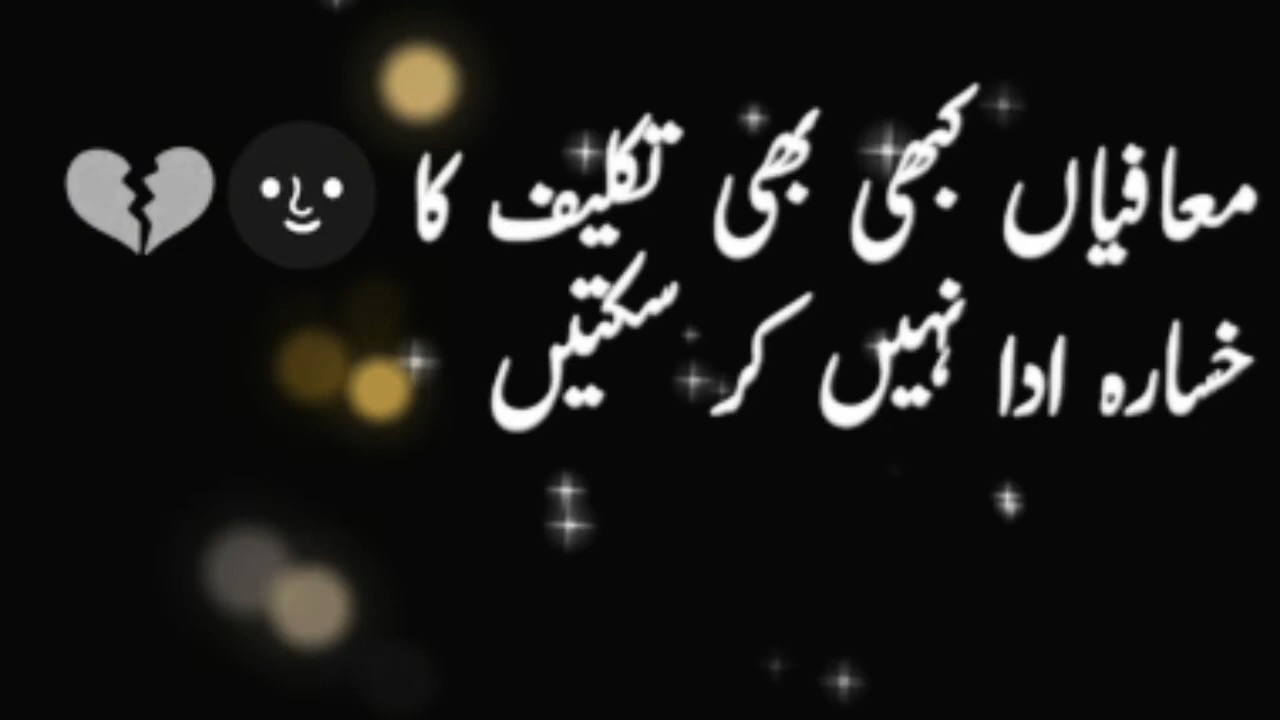 معافیاں کبھی بھی تکلیف کا 🌚💔
خسارہ ادا نہیں کر سکتیں